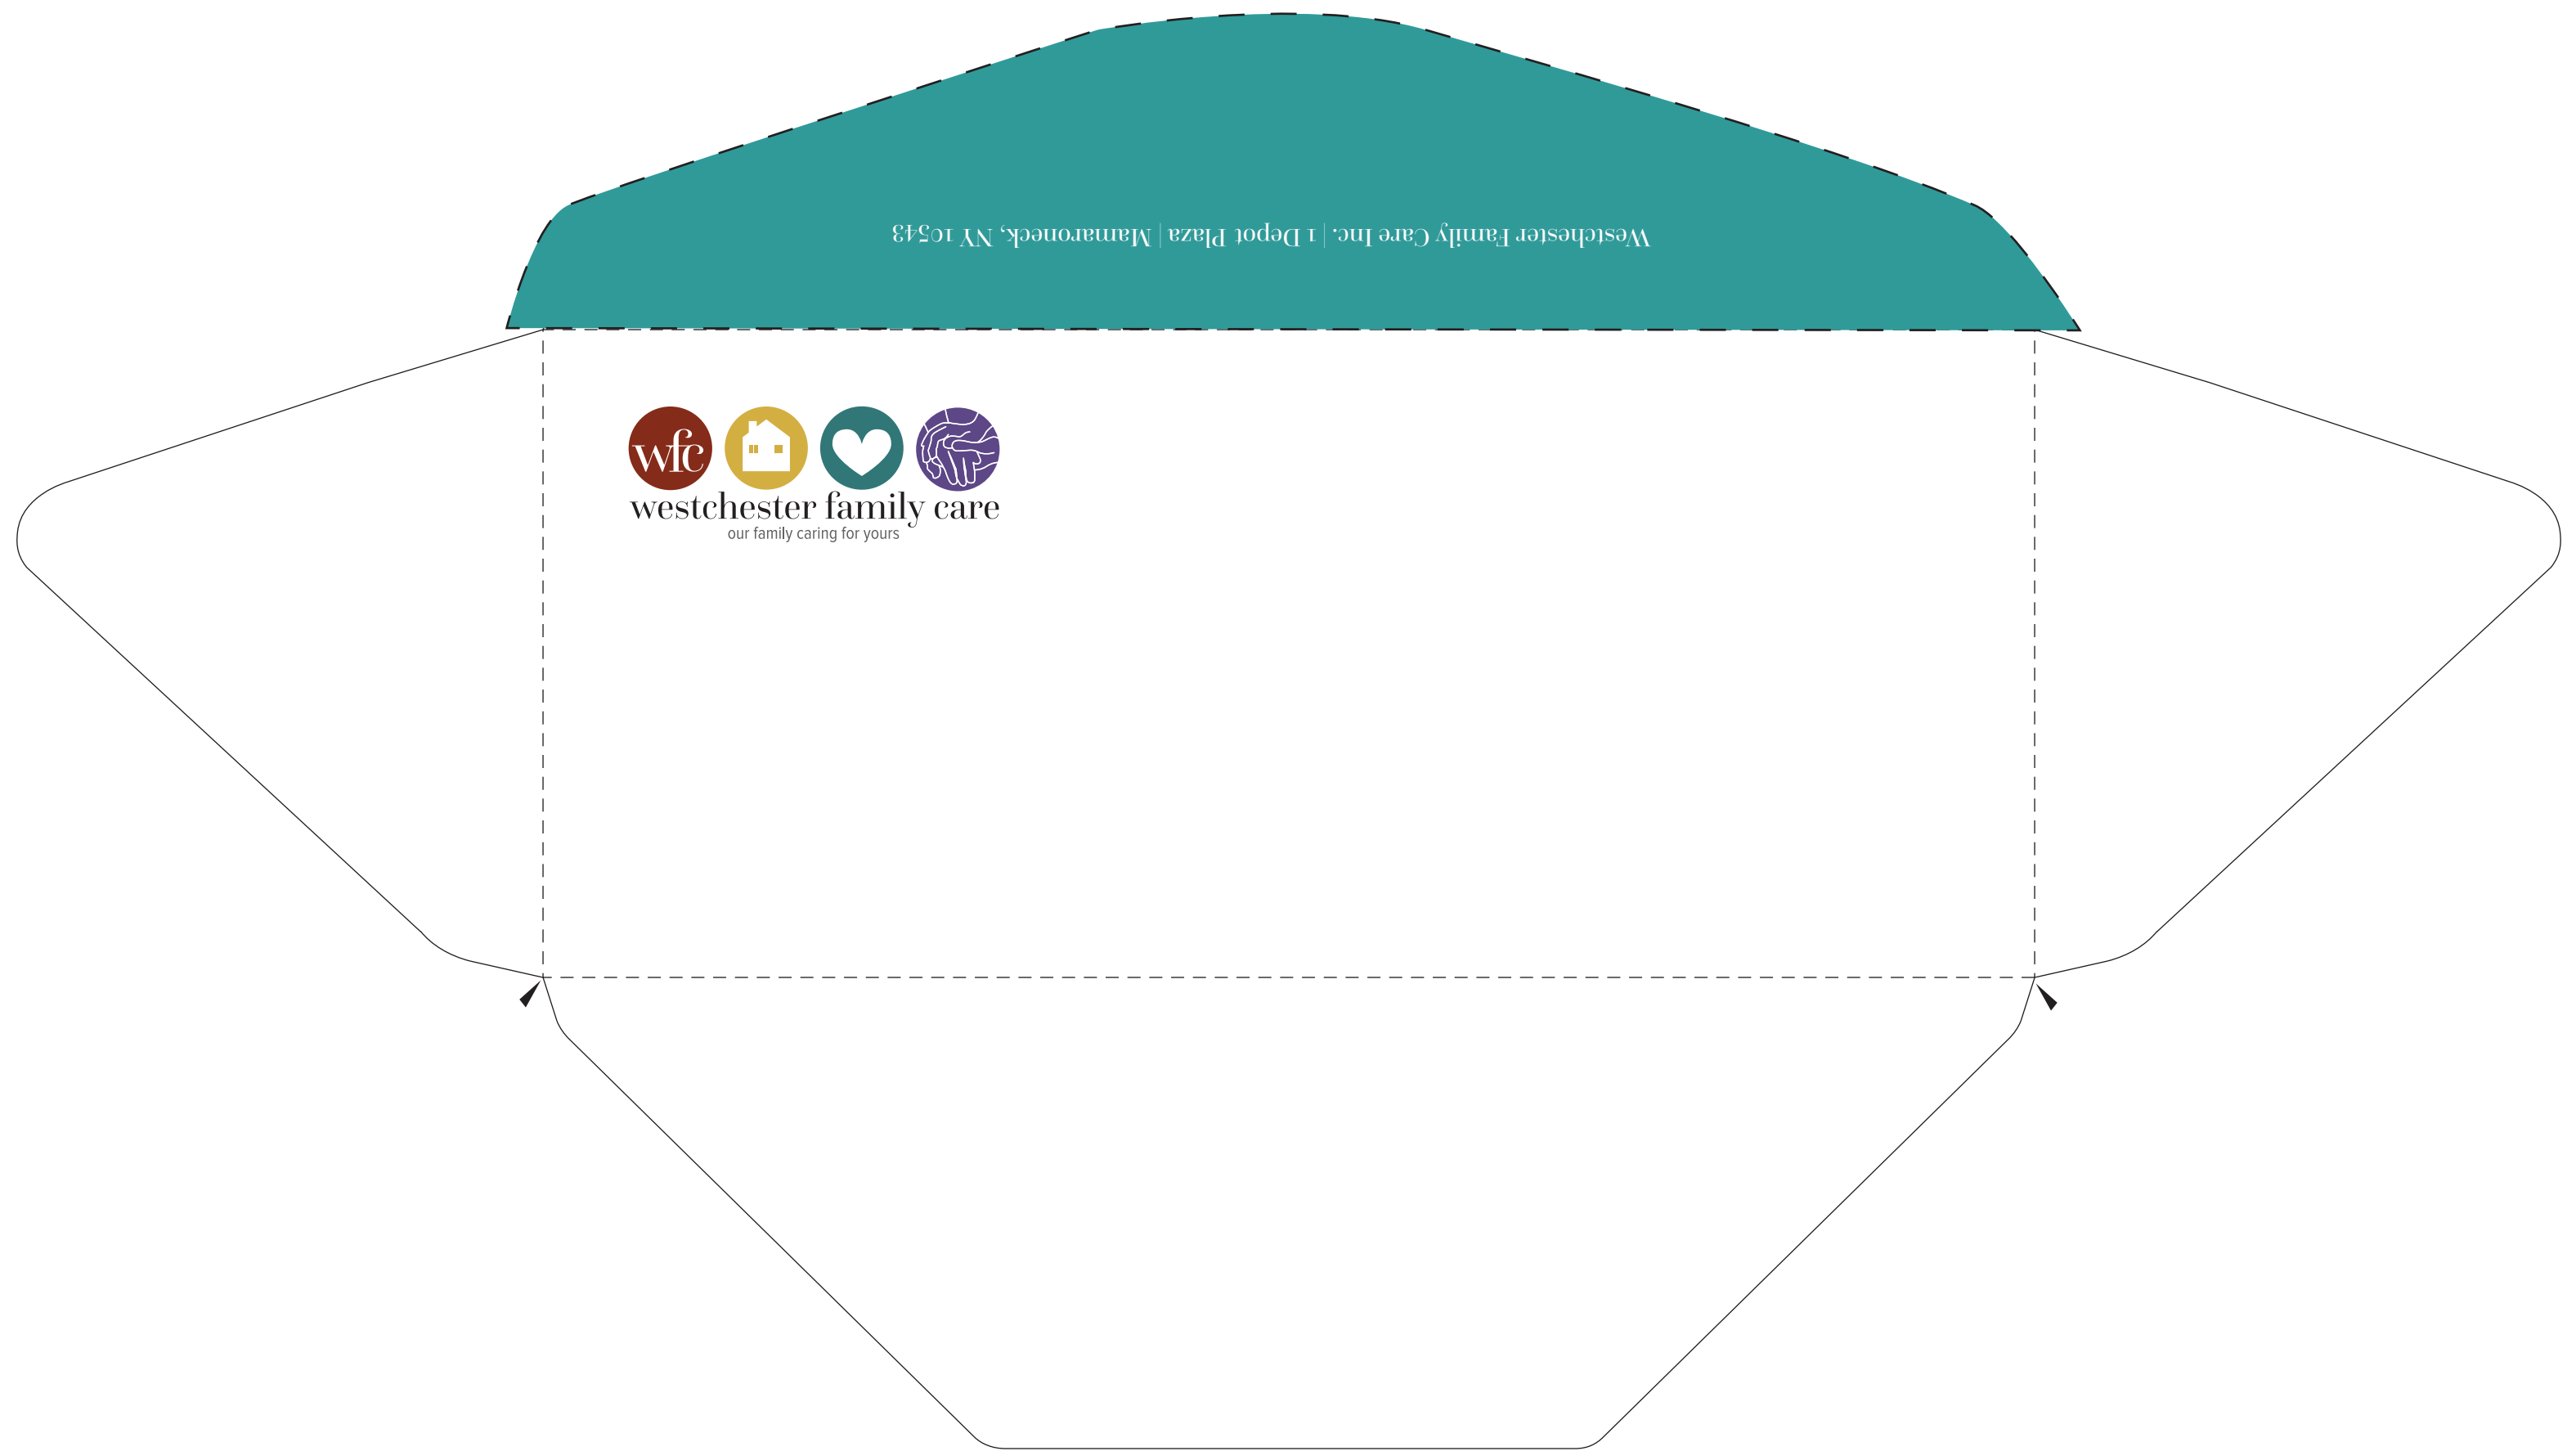 Westchester Family Care Inc. | 1 Depot Plaza | Mamaroneck, NY 10543
wfc
westchester family care
our family caring for yours